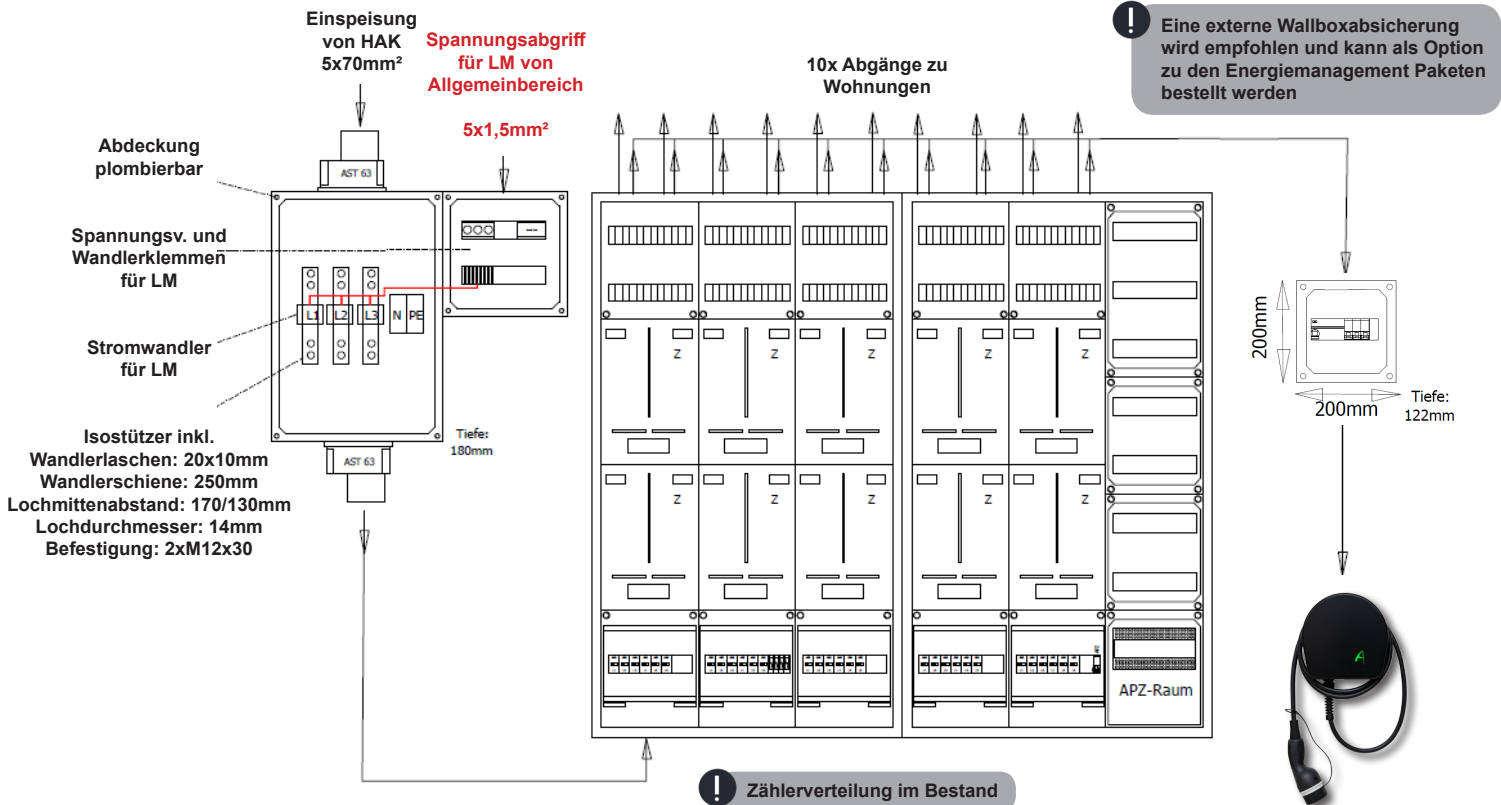 Einspeisung
von HAK
5x70mm²
Spannungsabgriff
für LM von
Allgemeinbereich
5x1,5mm²
10x Abgänge zu
Wohnungen
!
Eine externe Wallboxabsicherung
wird empfohlen und kann als Option
zu den Energiemanagement Paketen
bestellt werden
Abdeckung
plombierbar
AST 63
Spannungsv. und
Wandlerklemmen
für LM
L1 L2 L3 N PE
Stromwandler
für LM
Isostützer inkl.
Wandlerlaschen: 20x10mm
Wandlerschiene: 250mm
Lochmittenabstand: 170/130mm
Lochdurchmesser: 14mm
Befestigung: 2xM12x30
Tiefe:
180mm
AST 63
Z Z Z Z Z
Z Z Z Z Z
APZ-Raum
200mm
200mm
Tiefe:
122mm
!
Zählerverteilung im Bestand